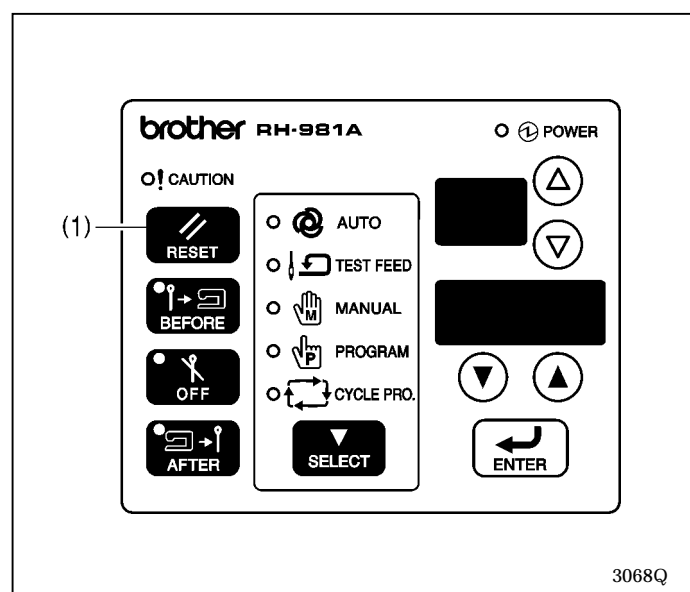 brother RH-981A
POWER
! CAUTION
(1)
RESET
BEFORE
OFF
AFTER
AUTO
TEST FEED
M MANUAL
P PROGRAM
CYCLE PRO.
SELECT
ENTER
3068Q